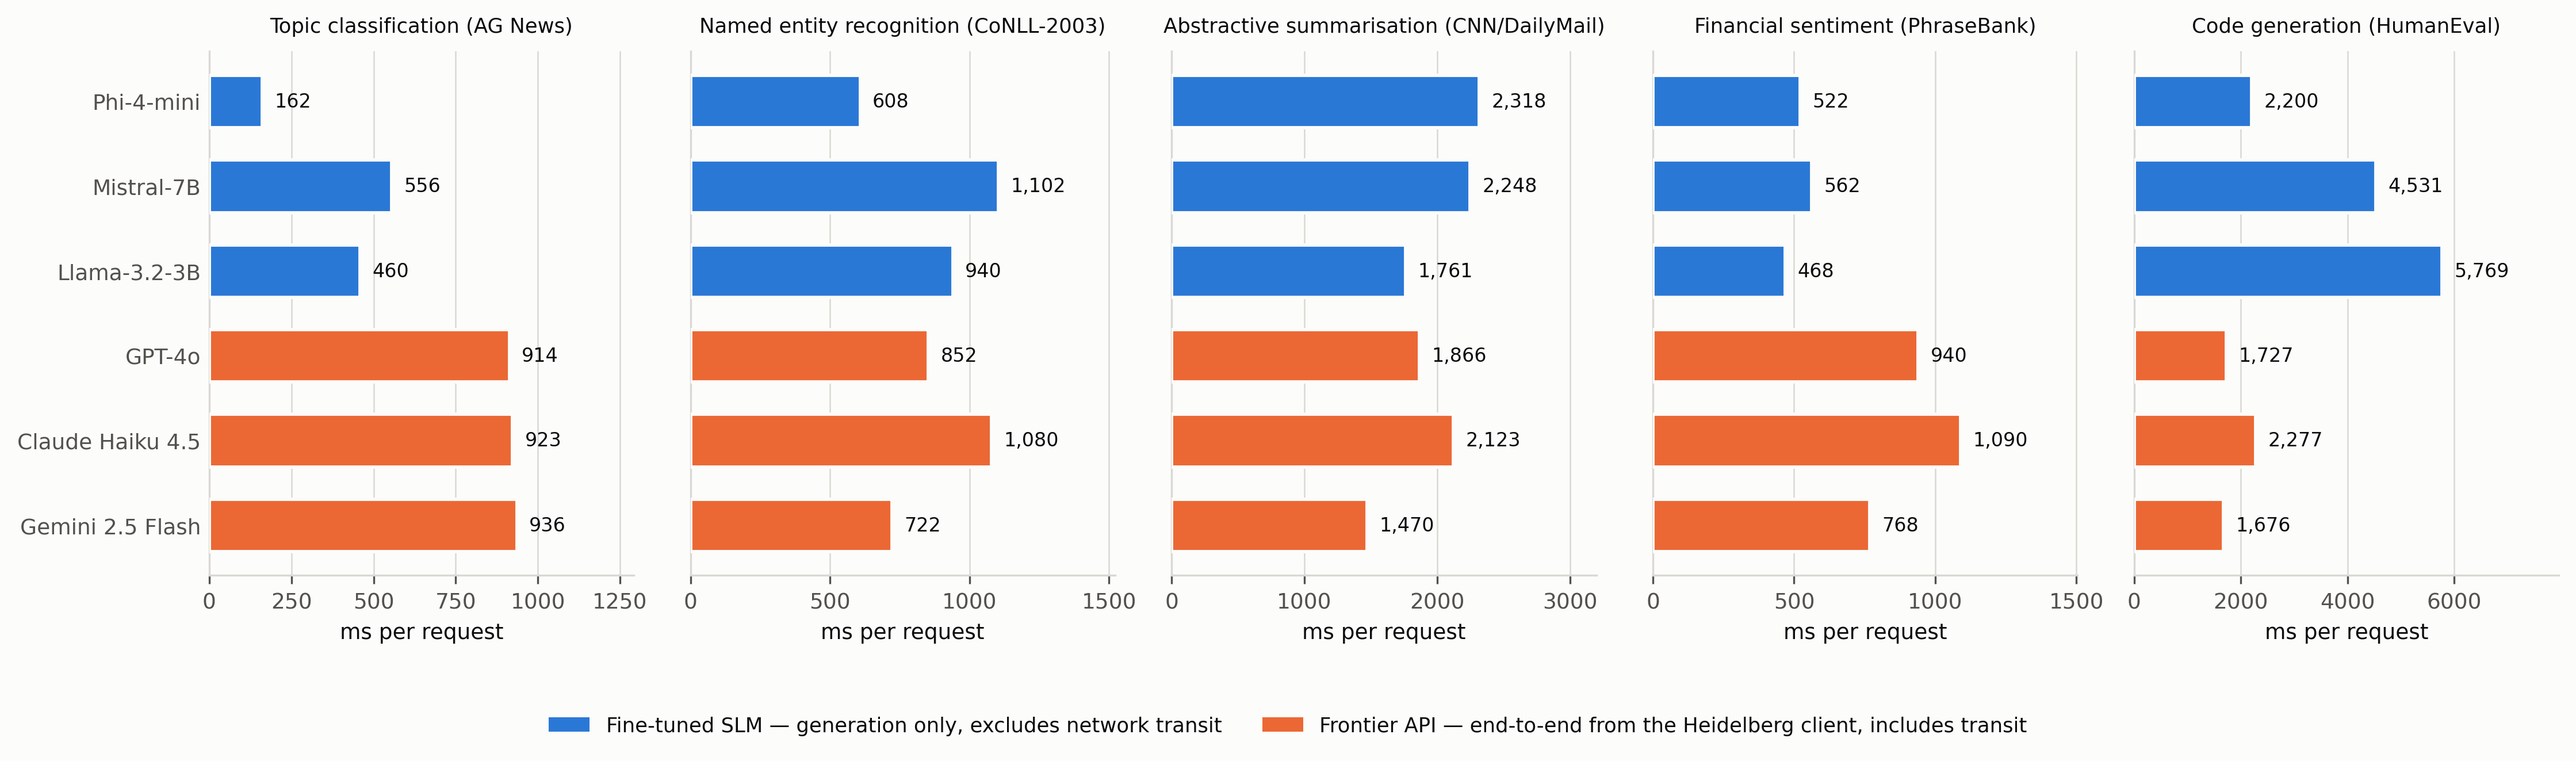 Topic classification (AG News)
Named entity recognition (CoNLL-2003)
Abstractive summarisation (CNN/DailyMail)
Financial sentiment (PhraseBank)
Code generation (HumanEval)
Phi-4-mini 162 608 2,318 522 2,200
Mistral-7B 556 1,102 2,248 562 4,531
Llama-3.2-3B 460 940 1,761 468 5,769
GPT-4o 914 852 1,866 940 1,727
Claude Haiku 4.5 923 1,080 2,123 1,090 2,277
Gemini 2.5 Flash 936 722 1,470 768 1,676
0 250 500 750 1000 1250
0 500 1000 1500
0 1000 2000 3000
0 500 1000 1500
0 2000 4000 6000
ms per request
ms per request
ms per request
ms per request
ms per request
Fine-tuned SLM — generation only, excludes network transit
Frontier API — end-to-end from the Heidelberg client, includes transit